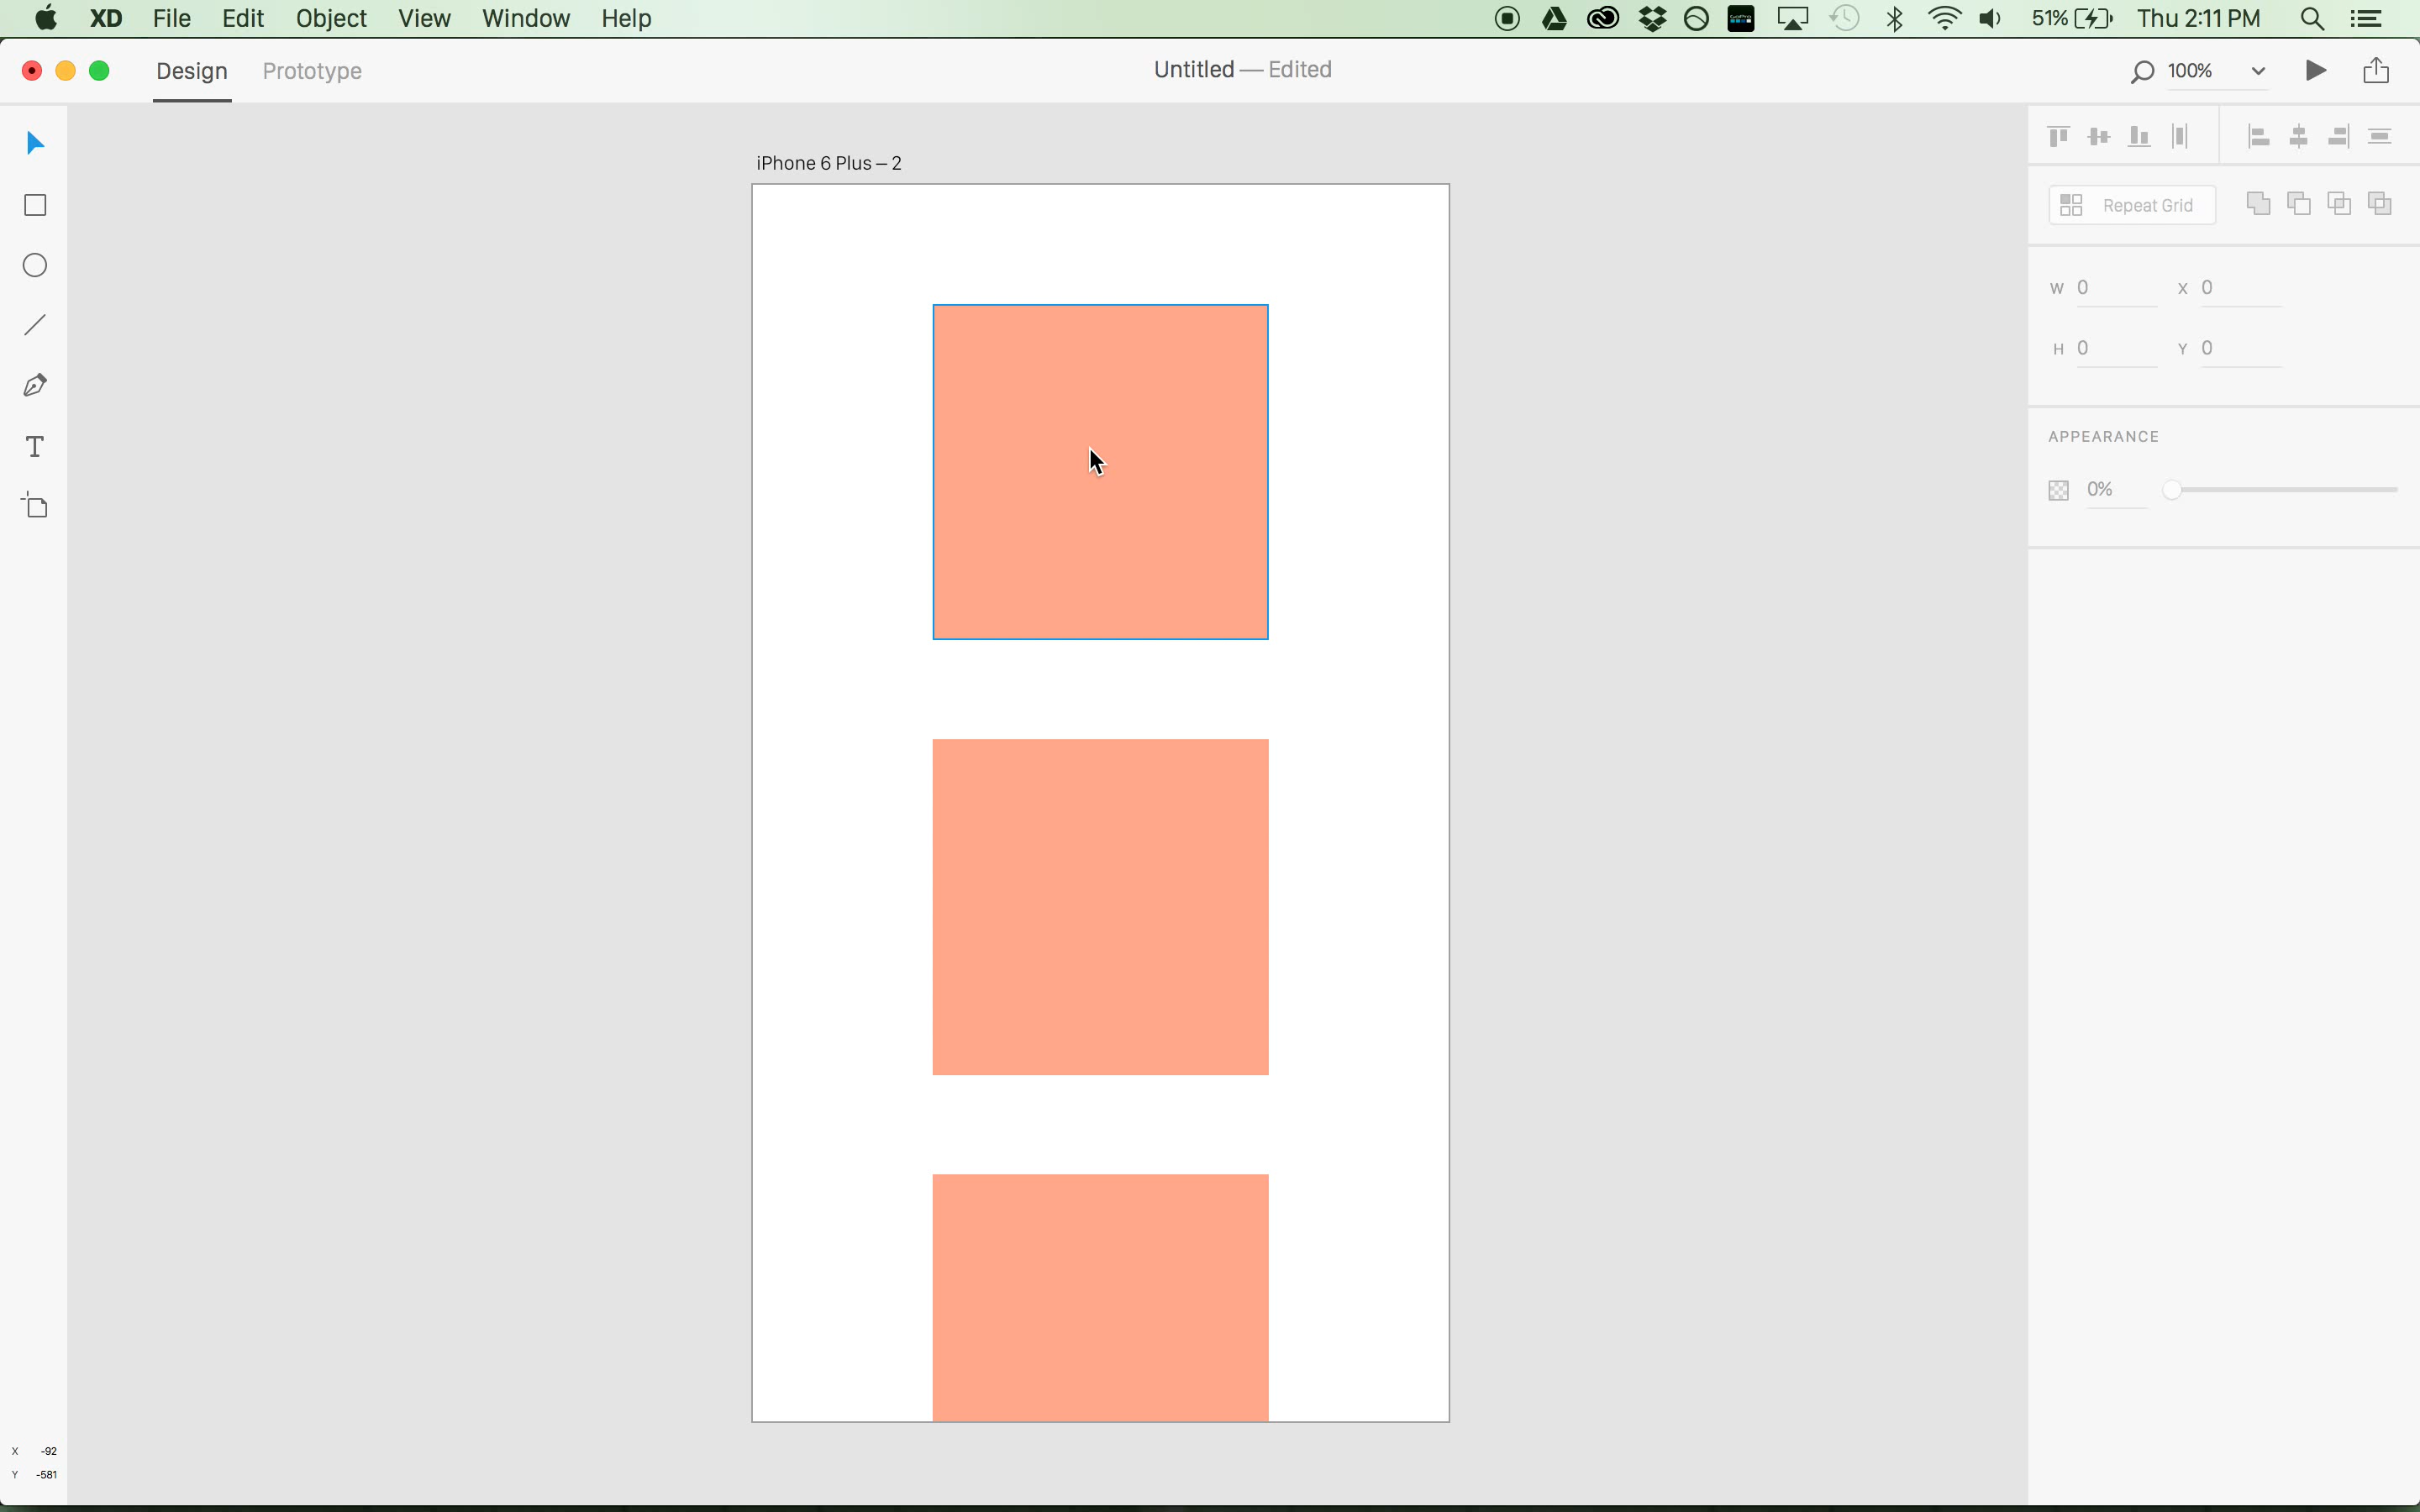 XD File Edit Object View Window Help 51% Thu 2:11 PM
Design Prototype Untitled — Edited 100%
iPhone 6 Plus – 2
Repeat Grid
W 0 X 0
H 0 Y 0
APPEARANCE
0%
X -92
Y -581